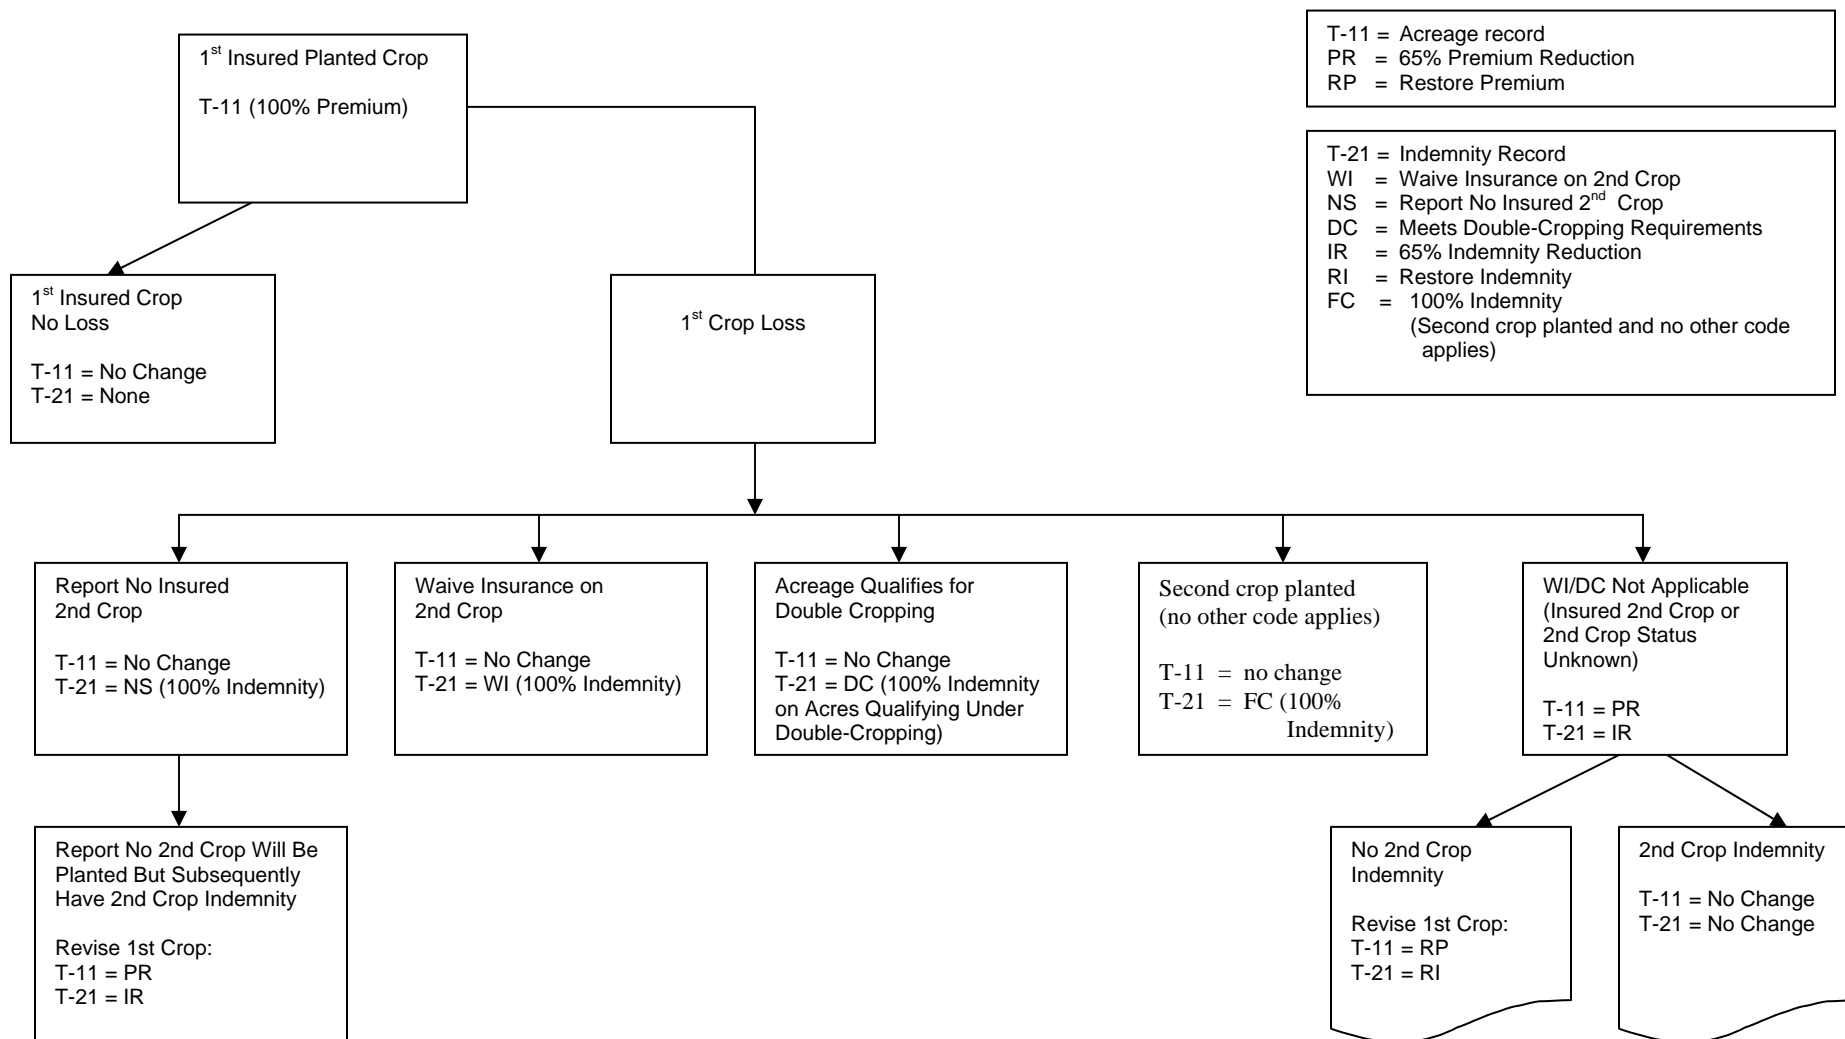 1st Insured Planted Crop
T-11 (100% Premium)
T-11 = Acreage record
PR = 65% Premium Reduction
RP = Restore Premium
T-21 = Indemnity Record
WI = Waive Insurance on 2nd Crop
NS = Report No Insured 2nd Crop
DC = Meets Double-Cropping Requirements
IR = 65% Indemnity Reduction
RI = Restore Indemnity
FC = 100% Indemnity
(Second crop planted and no other code
applies)
1st Insured Crop
No Loss
T-11 = No Change
T-21 = None
1st Crop Loss
Report No Insured
2nd Crop
T-11 = No Change
T-21 = NS (100% Indemnity)
Waive Insurance on
2nd Crop
T-11 = No Change
T-21 = WI (100% Indemnity)
Acreage Qualifies for
Double Cropping
T-11 = No Change
T-21 = DC (100% Indemnity
on Acres Qualifying Under
Double-Cropping)
Second crop planted
(no other code applies)
T-11 = no change
T-21 = FC (100%
Indemnity)
WI/DC Not Applicable
(Insured 2nd Crop or
2nd Crop Status
Unknown)
T-11 = PR
T-21 = IR
Report No 2nd Crop Will Be
Planted But Subsequently
Have 2nd Crop Indemnity
Revise 1st Crop:
T-11 = PR
T-21 = IR
No 2nd Crop
Indemnity
Revise 1st Crop:
T-11 = RP
T-21 = RI
2nd Crop Indemnity
T-11 = No Change
T-21 = No Change